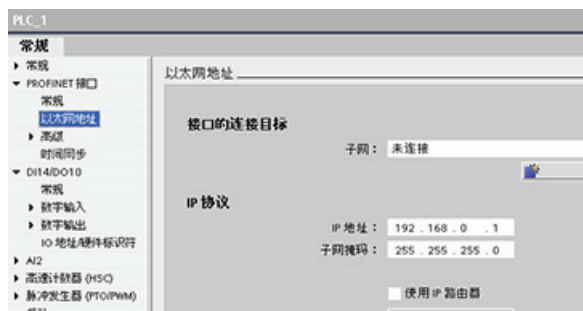 PLC_1
常规
常规
PROFINET 接口
常规
以太网地址
高级
时间同步
DI14/DO10
常规
数字输入
数字输出
IO 地址/硬件标识符
AI2
高速计数器 (HSC)
脉冲发生器 (PTO/PWM)
以太网地址
接口的连接目标
子网： 未连接
IP 协议
IP 地址： 192 . 168 . 0 . 1
子网掩码： 255 . 255 . 255 . 0
使用 IP 路由器